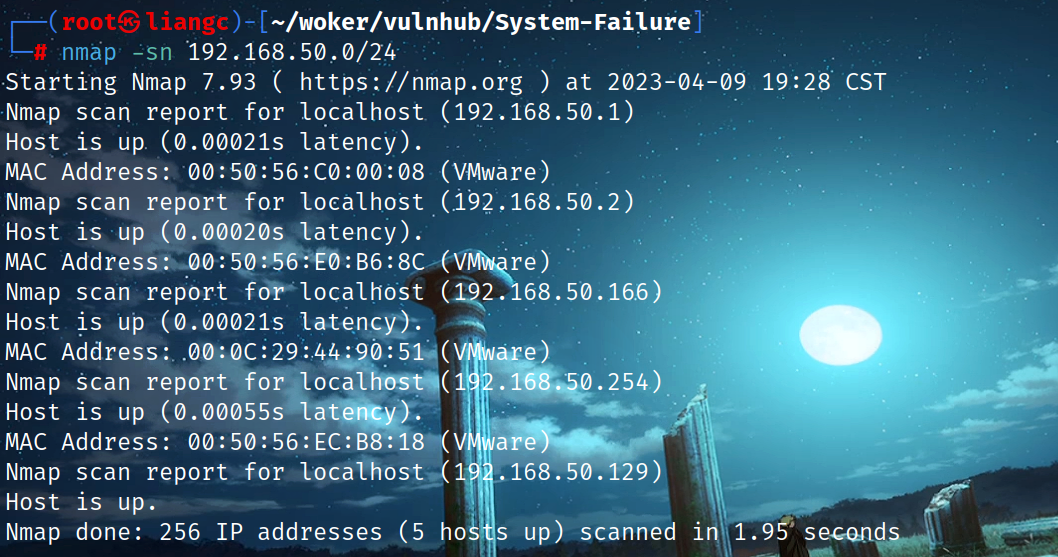 ┌──(root㉿liangc)-[~/woker/vulnhub/System-Failure]
└─# nmap -sn 192.168.50.0/24
Starting Nmap 7.93 ( https://nmap.org ) at 2023-04-09 19:28 CST
Nmap scan report for localhost (192.168.50.1)
Host is up (0.00021s latency).
MAC Address: 00:50:56:C0:00:08 (VMware)
Nmap scan report for localhost (192.168.50.2)
Host is up (0.00020s latency).
MAC Address: 00:50:56:E0:B6:8C (VMware)
Nmap scan report for localhost (192.168.50.166)
Host is up (0.00021s latency).
MAC Address: 00:0C:29:44:90:51 (VMware)
Nmap scan report for localhost (192.168.50.254)
Host is up (0.00055s latency).
MAC Address: 00:50:56:EC:B8:18 (VMware)
Nmap scan report for localhost (192.168.50.129)
Host is up.
Nmap done: 256 IP addresses (5 hosts up) scanned in 1.95 seconds